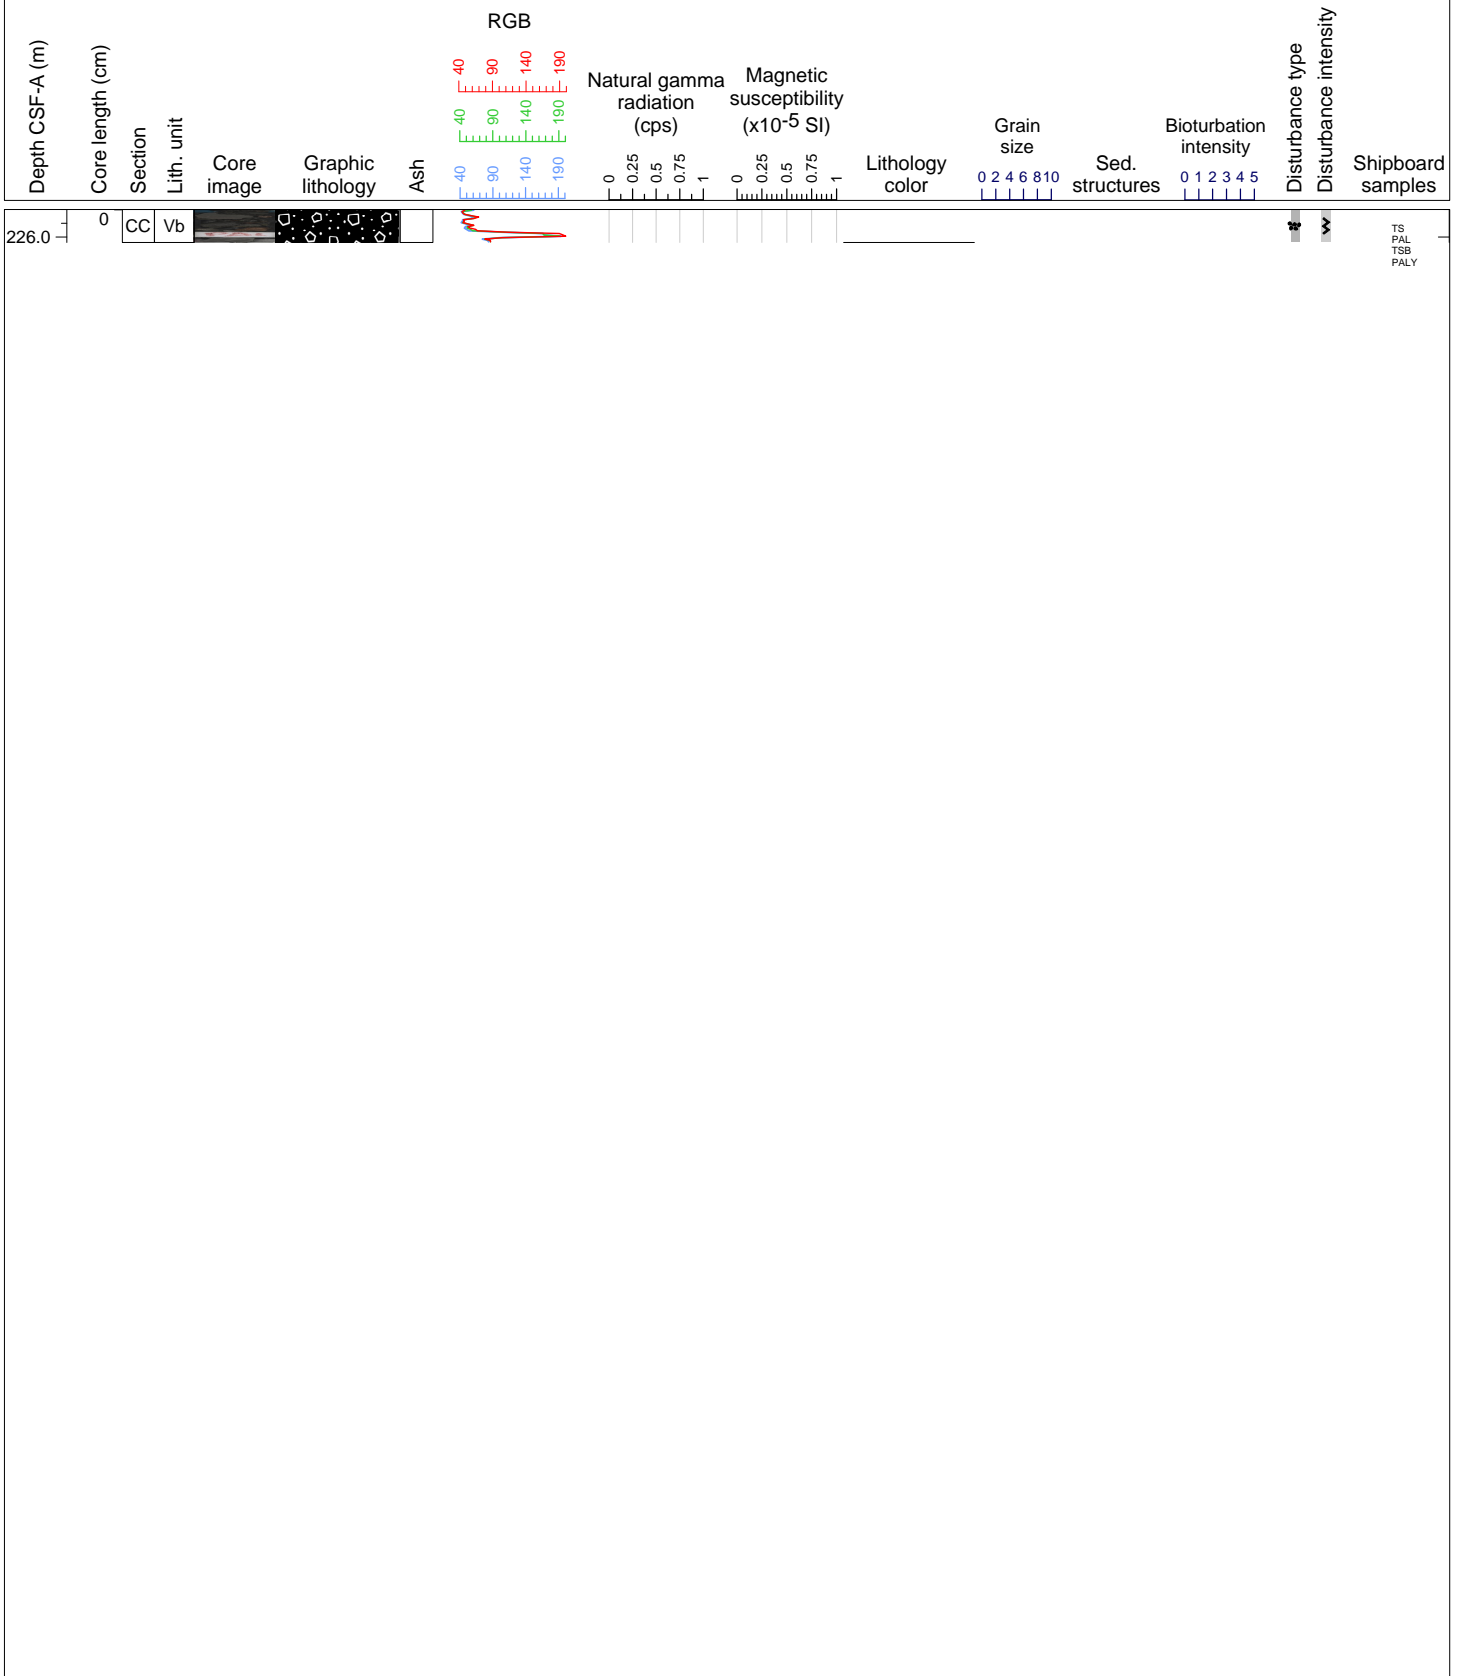 Depth CSF-A (m)
Core length (cm)
Section
Lith. unit
Core
image
Graphic
lithology
Ash
RGB
40 90 140 190
40 90 140 190
40 90 140 190
Natural gamma
radiation
(cps)
0 0.25 0.5 0.75 1
Magnetic
susceptibility
(x10-5 SI)
0 0.25 0.5 0.75 1
Lithology
color
Grain
size
0 2 4 6 8 10
Sed.
structures
Bioturbation
intensity
0 1 2 3 4 5
Disturbance type
Disturbance intensity
Shipboard
samples
226.0
0
CC
Vb
TS
PAL
TSB
PALY